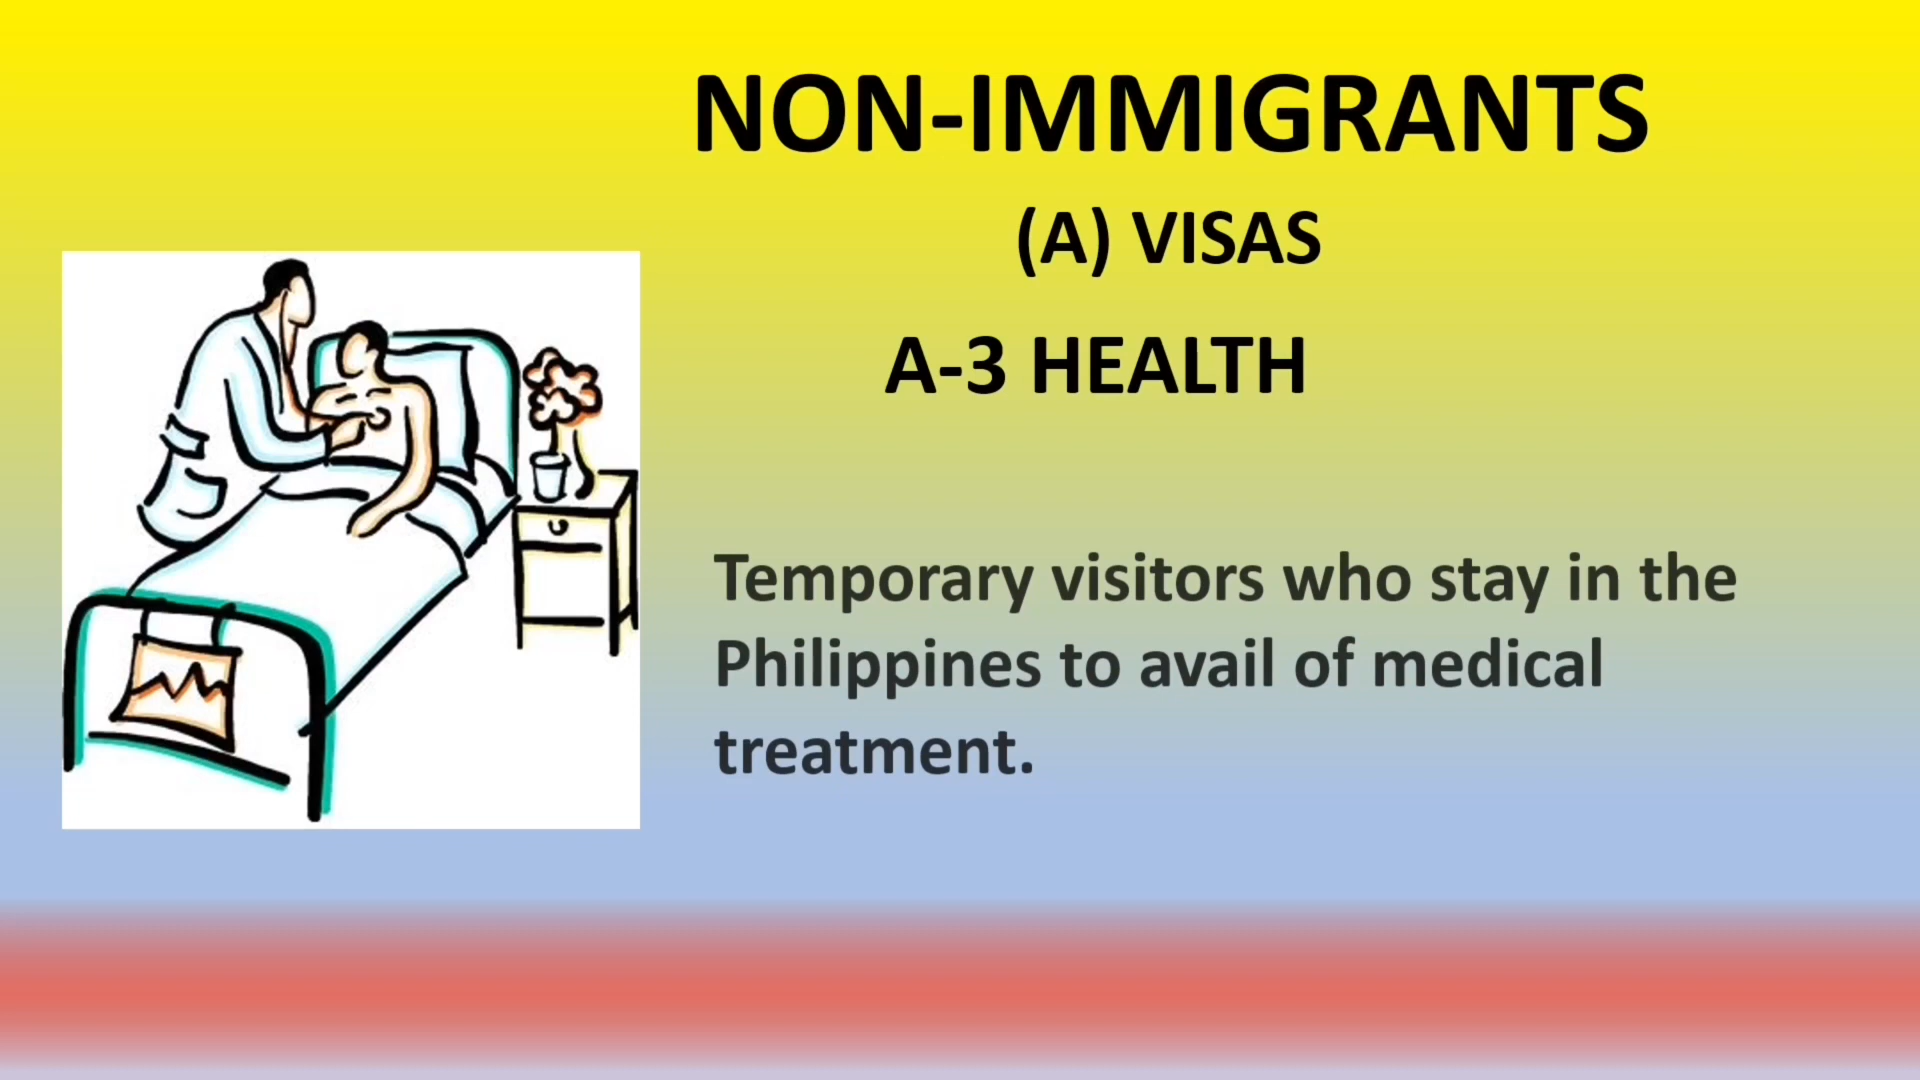 NON-IMMIGRANTS
(A) VISAS
A-3 HEALTH
Temporary visitors who stay in the
Philippines to avail of medical
treatment.